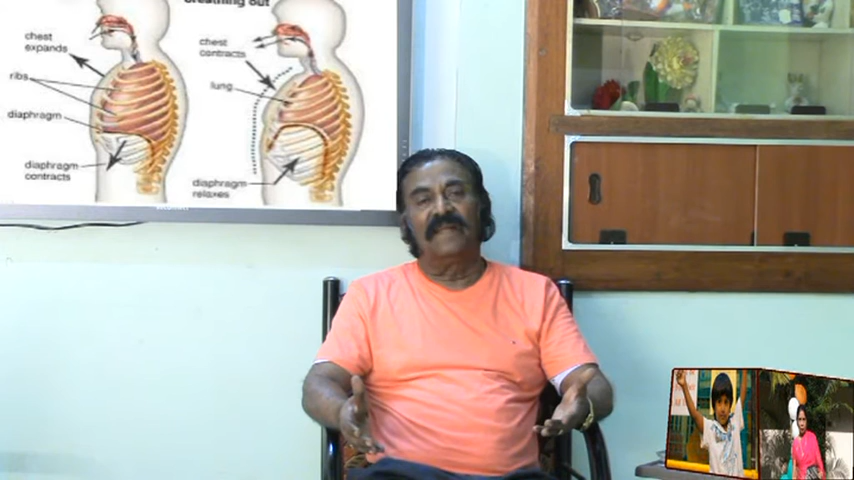 breathing out
chest
expands
ribs
diaphragm
diaphragm
contracts
chest
contracts
lung
diaphragm
relaxes